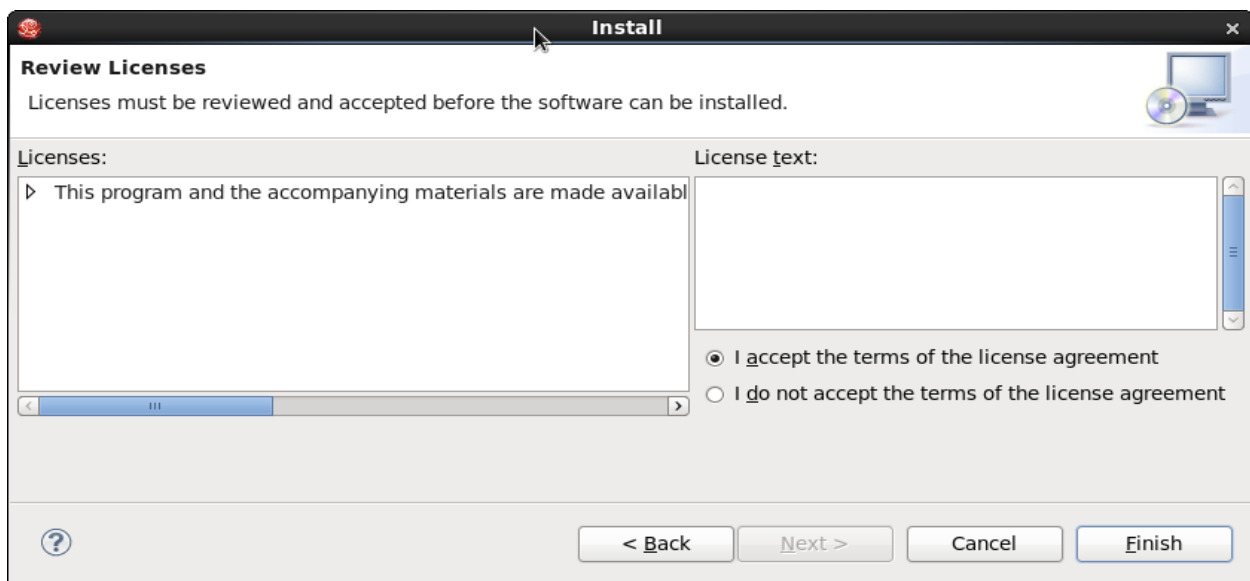 Install
Review Licenses
Licenses must be reviewed and accepted before the software can be installed.
Licenses:
License text:
This program and the accompanying materials are made availabl
I accept the terms of the license agreement
I do not accept the terms of the license agreement
?
< Back
Next >
Cancel
Finish